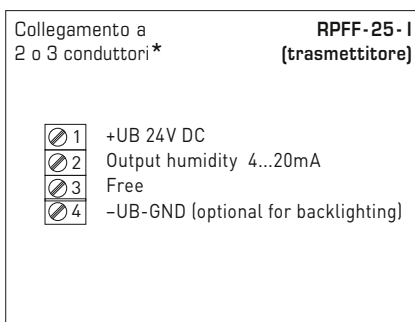 Collegamento a RPFF-25-I
2 o 3 conduttori* (trasmettitore)
1 +UB 24V DC
2 Output humidity 4...20mA
3 Free
4 –UB-GND (optional for backlighting)